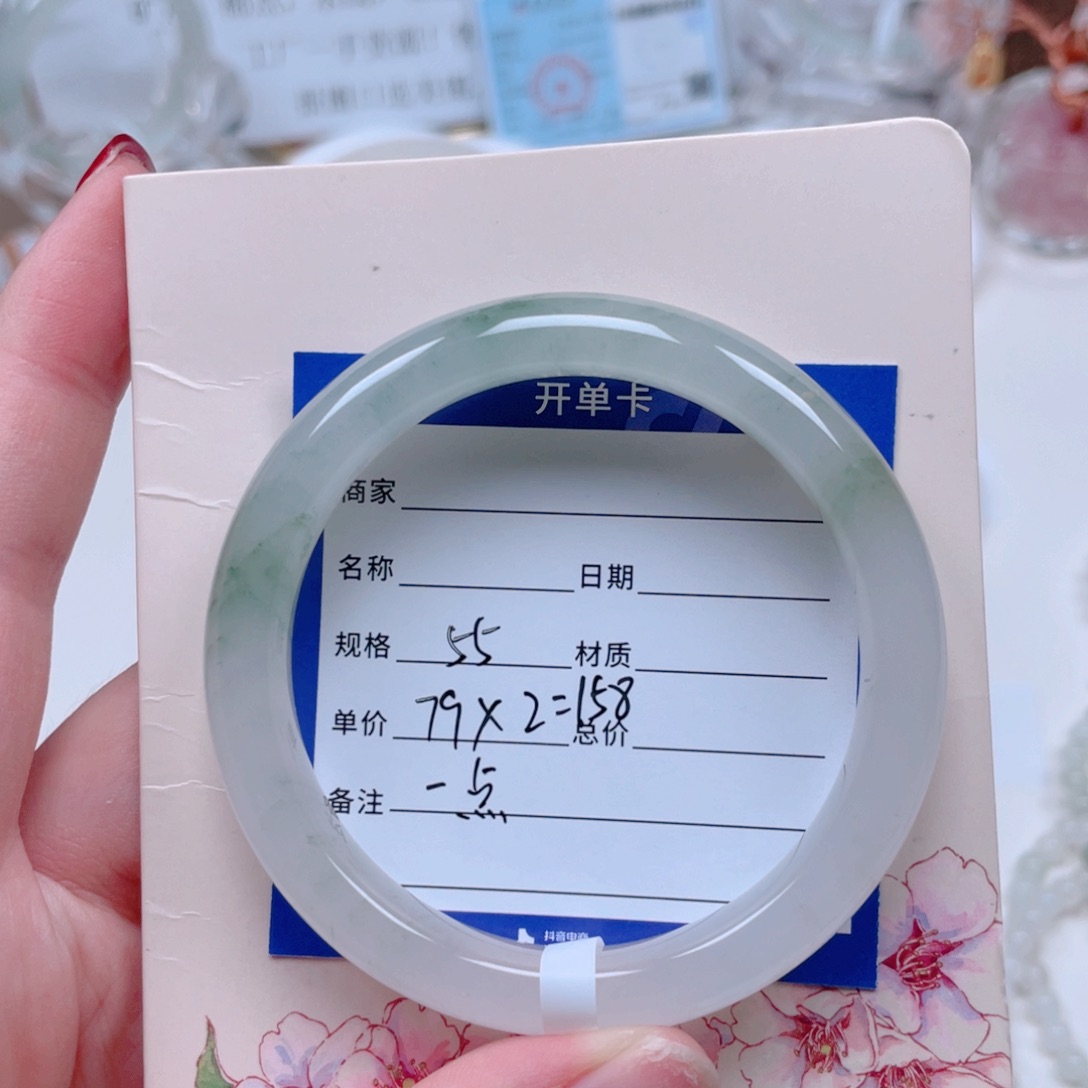 开单卡
商家
名称 日期
规格 55 材质
单价 79×2=158 总价
备注 一点
抖音电商